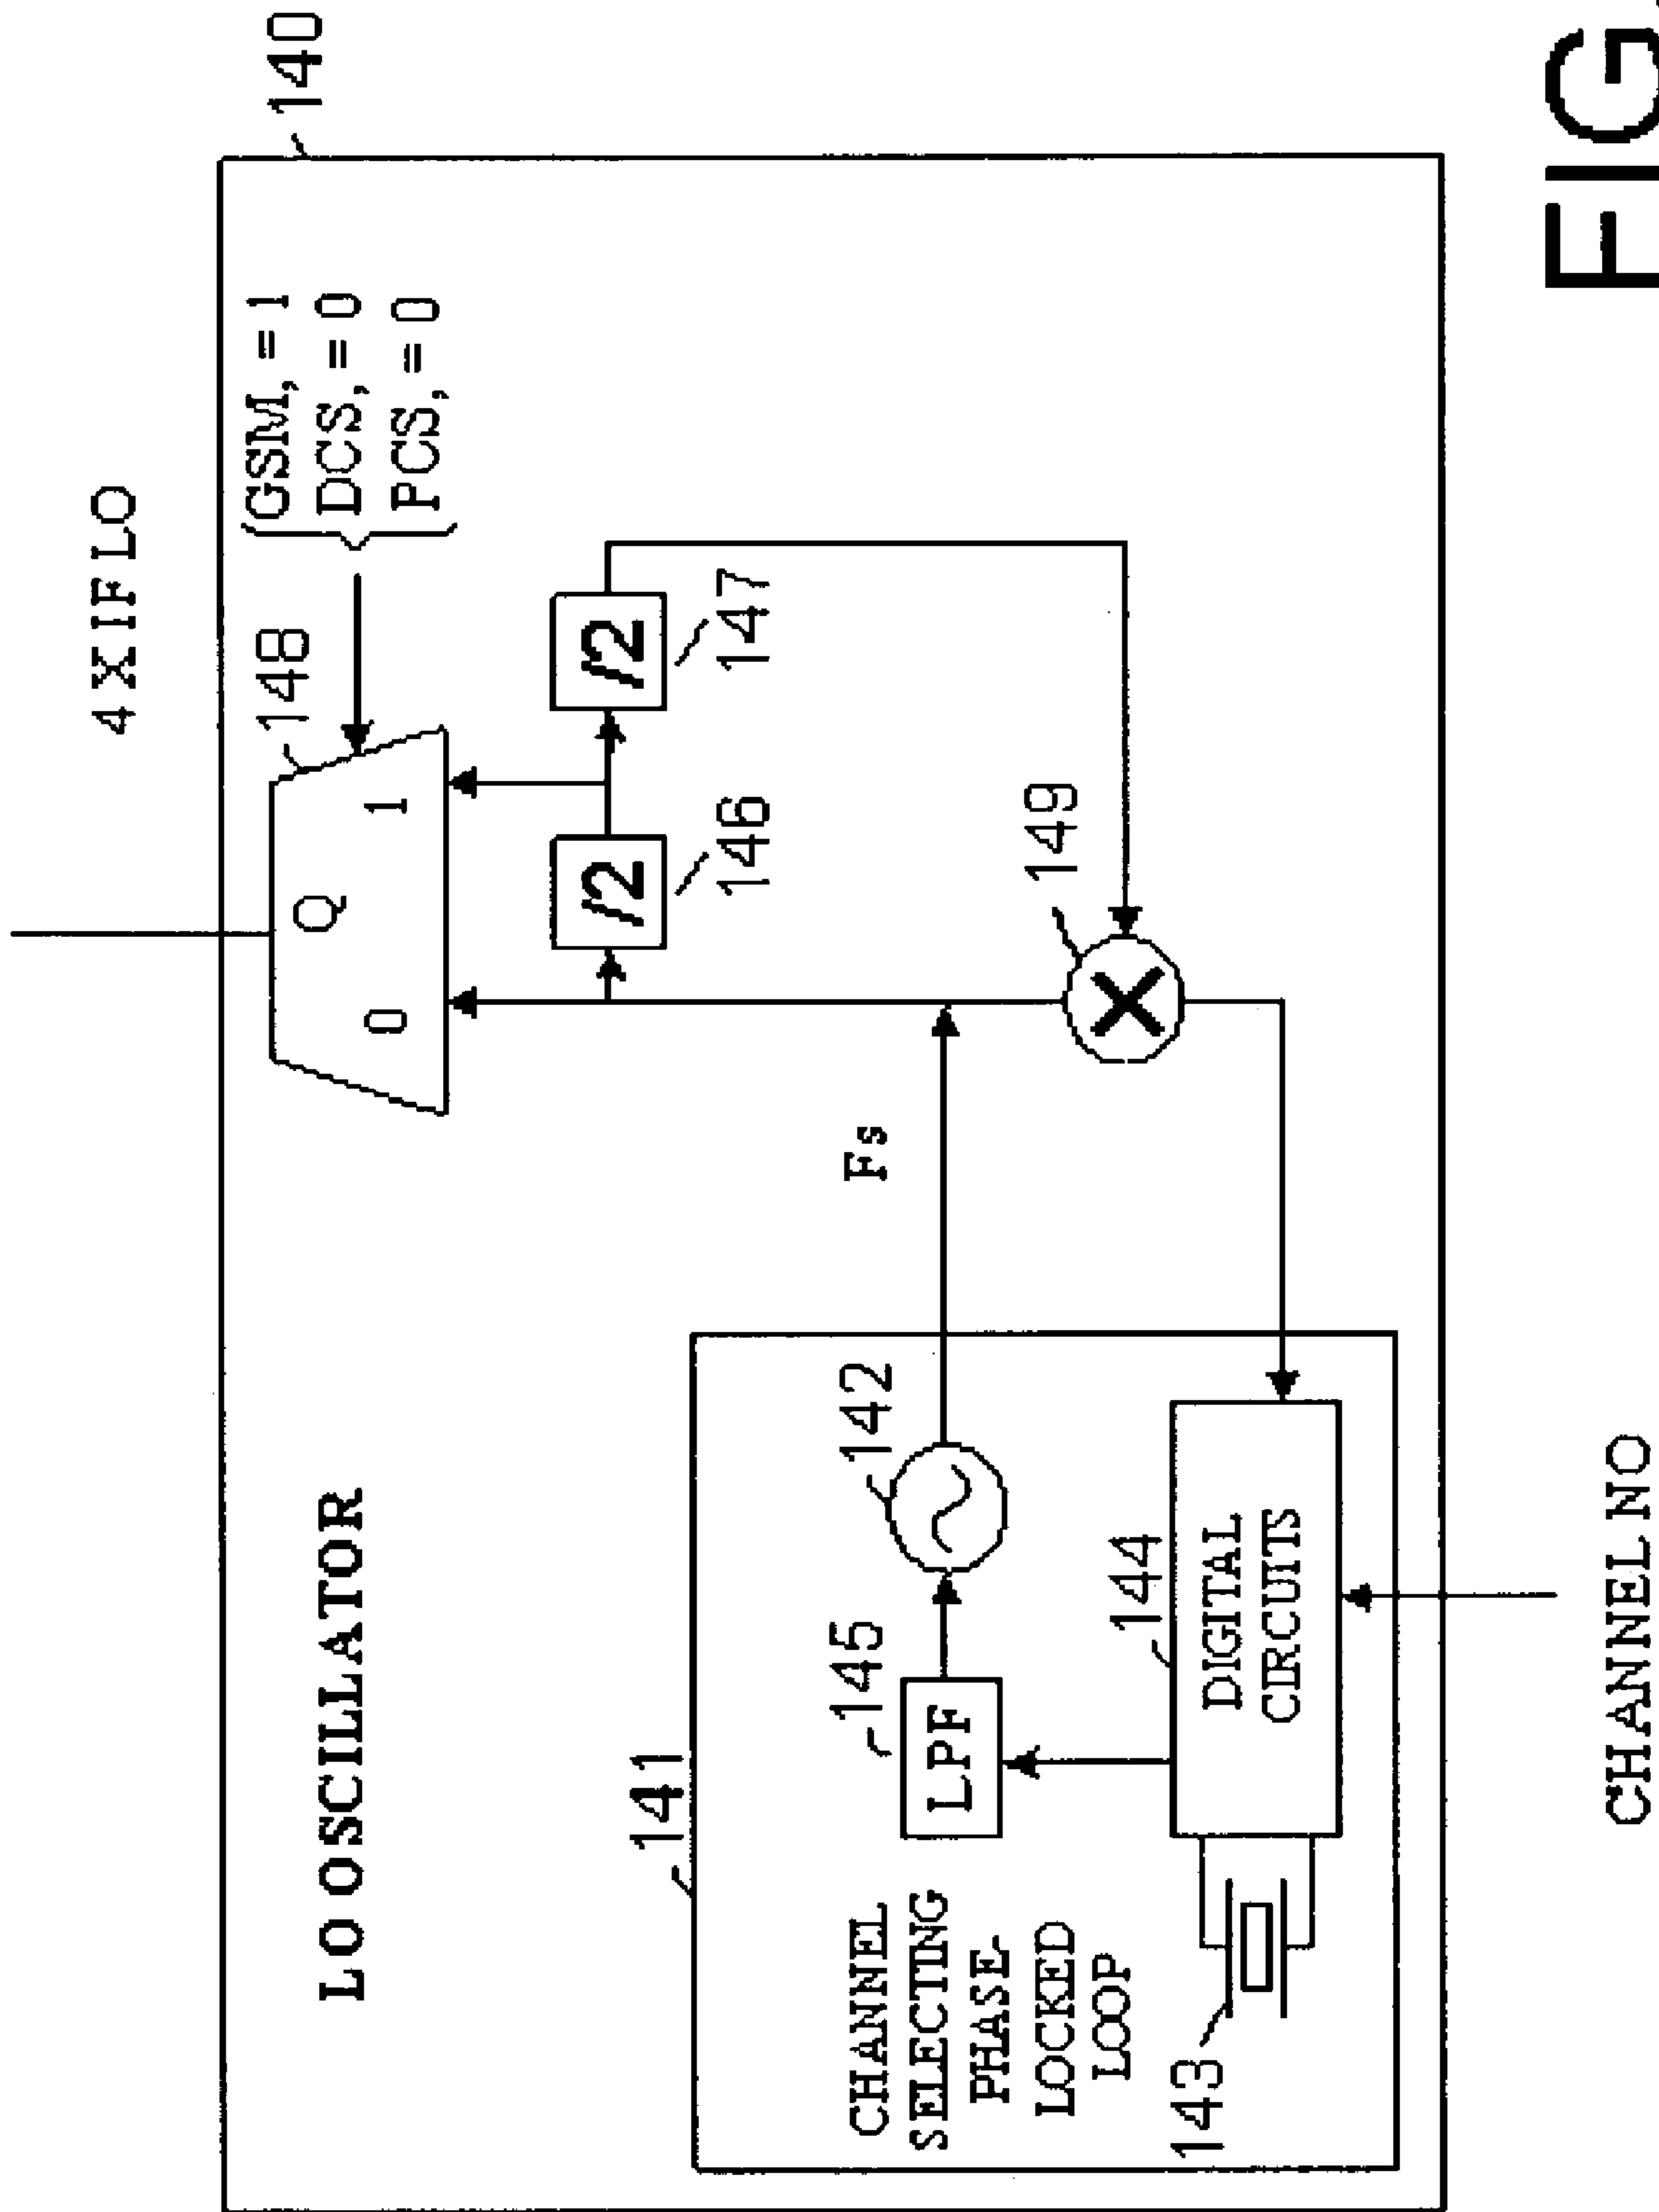 4 X IF LO
140
LO OSCILLATOR
148
GSM, = 1
DCS, = 0
PCS, = 0
Q
0
1
/2
/2
146
147
Fs
149
141
CHANNEL
SELECTING
PHASE-
LOCKED
LOOP
145
LPF
142
144
DIGITAL
CIRCUITS
143
CHANNEL NO
FIG.